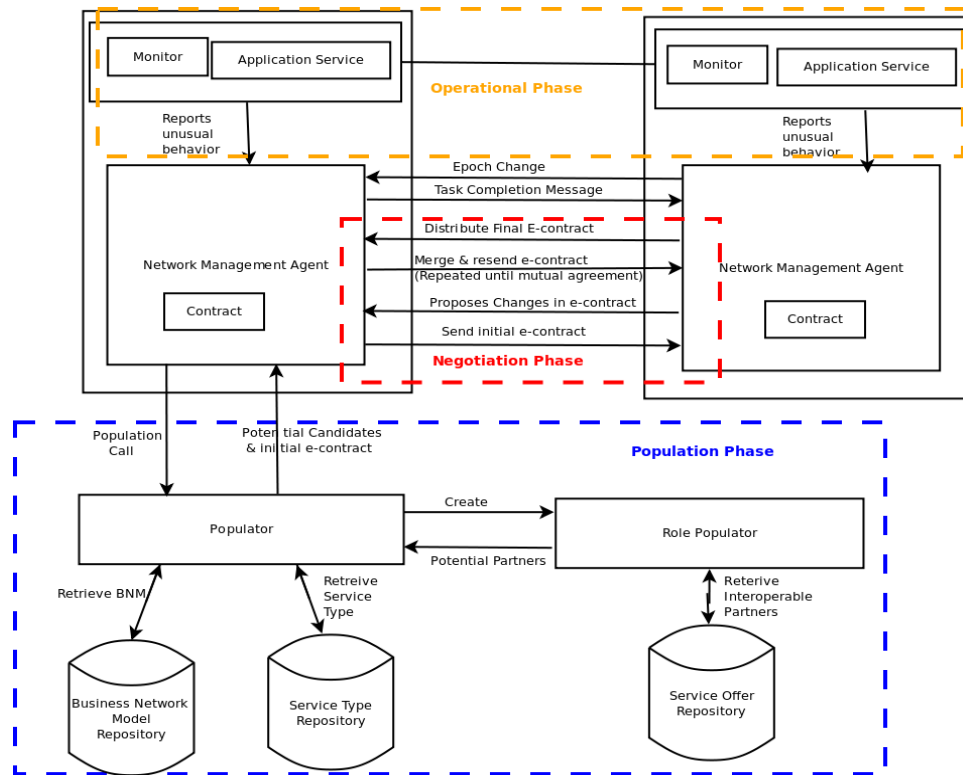 Monitor
Application Service
Operational Phase
Monitor
Application Service
Reports
unusual
behavior
Reports
unusual
behavior
Epoch Change
Task Completion Message
Distribute Final E-contract
Network Management Agent
Merge & resend e-contract
(Repeated until mutual agreement)
Network Management Agent
Contract
Proposes Changes in e-contract
Contract
Send initial e-contract
Negotiation Phase
Population
Call
Potential Candidates
& initial e-contract
Population Phase
Populator
Create
Role Populator
Potential Partners
Retrieve BNM
Retreive
Service
Type
Reterive
Interoperable
Partners
Business Network
Model
Repository
Service Type
Repository
Service Offer
Repository